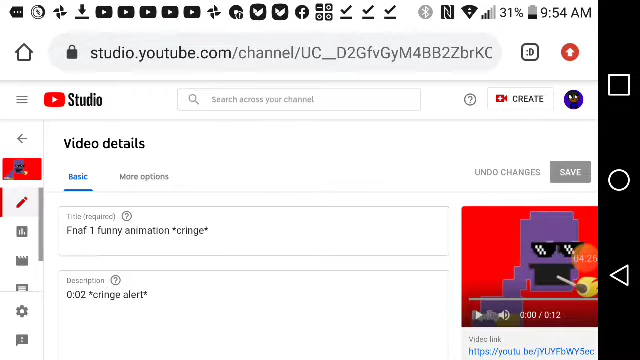 31% 9:54 AM
studio.youtube.com/channel/UC__D2GfvGyM4BB2ZbrKC
:D
Studio
Search across your channel
CREATE
Video details
Basic
More options
UNDO CHANGES
SAVE
Title (required)
Fnaf 1 funny animation *cringe*
Description
0:02 *cringe alert*
04:26
0:00 / 0:12
Video link
https://youtu.be/jYUYFbWY5ec